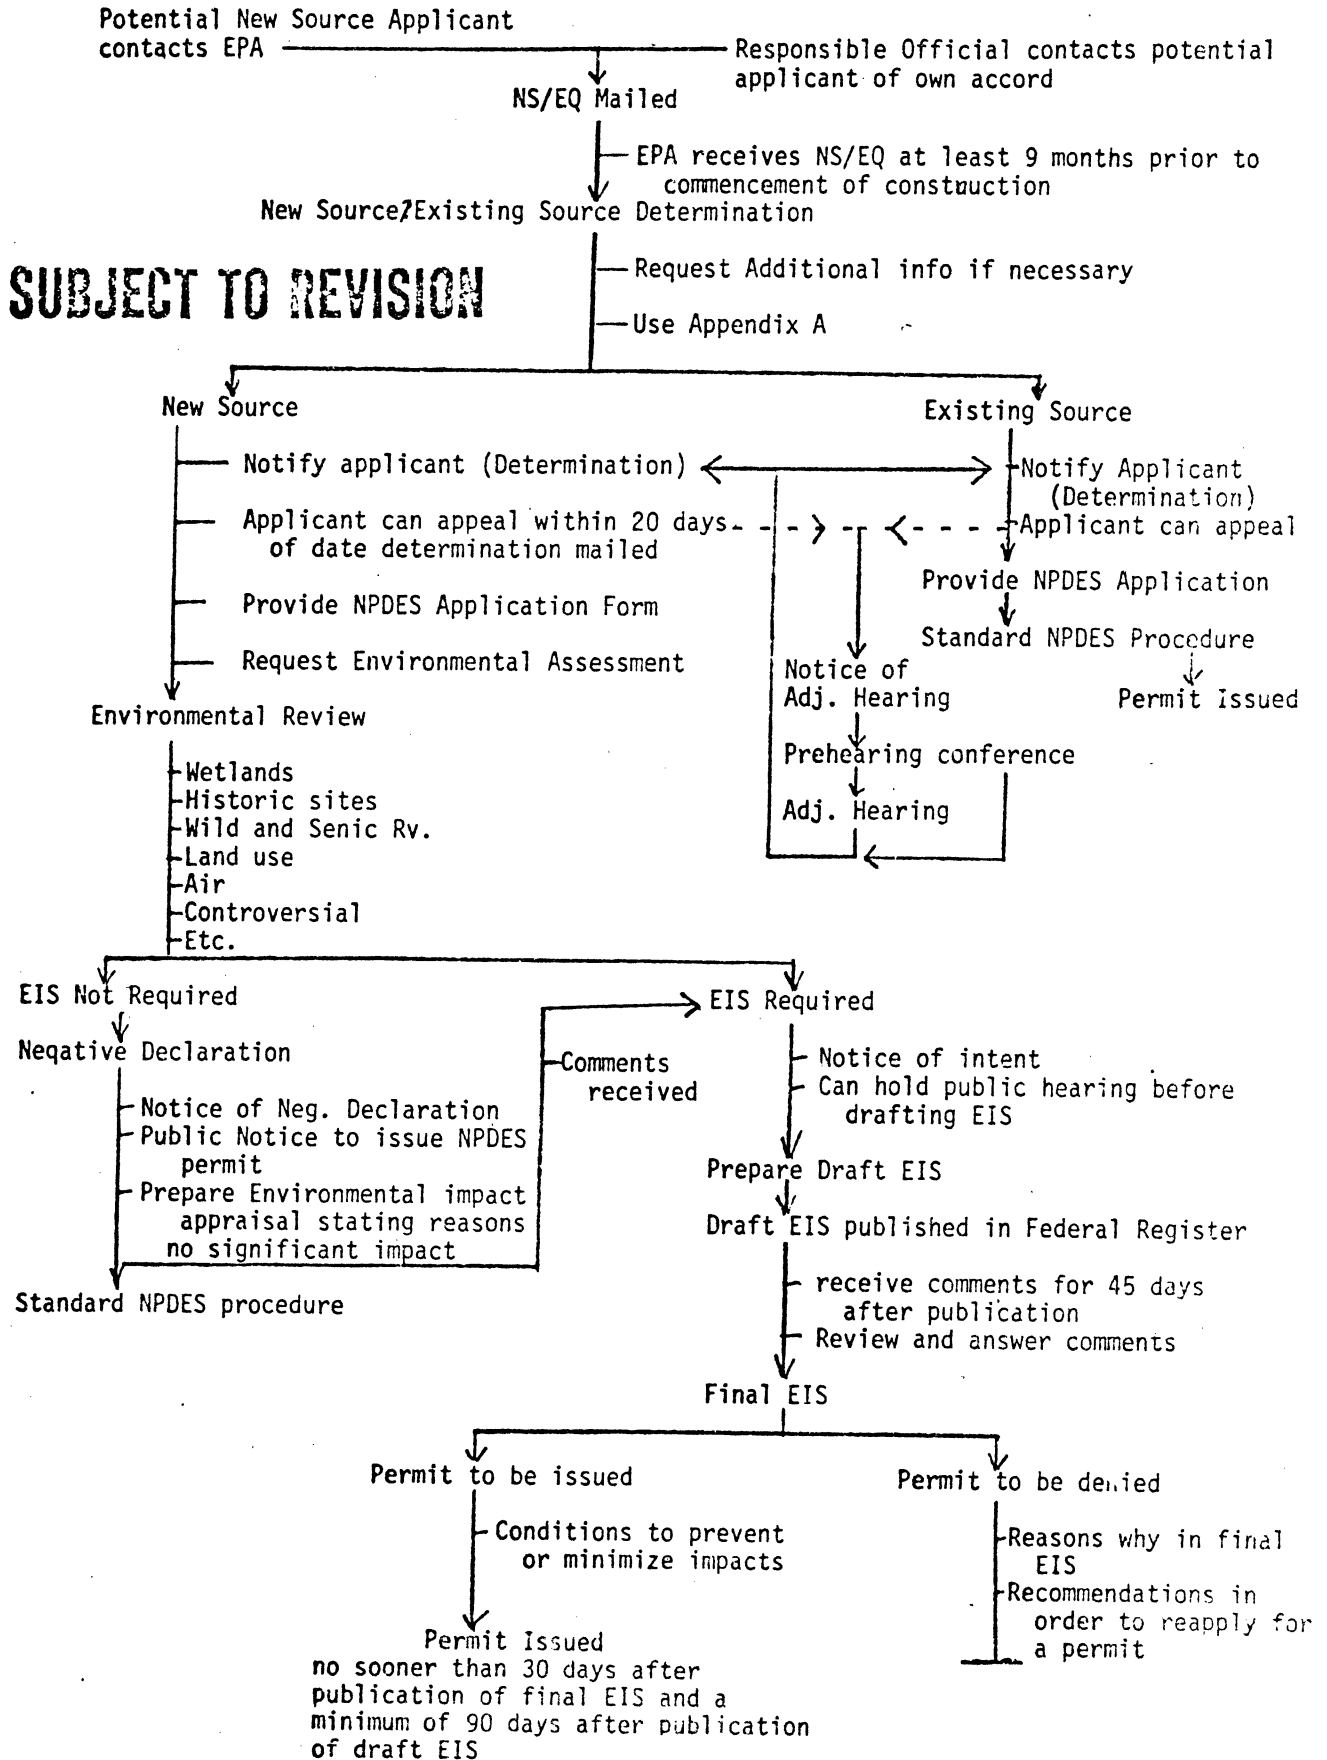 Potential New Source Applicant
contacts EPA
Responsible Official contacts potential
applicant of own accord
NS/EQ Mailed
EPA receives NS/EQ at least 9 months prior to
commencement of constuuction
New Source/Existing Source Determination
SUBJECT TO REVISION
Request Additional info if necessary
Use Appendix A
New Source
Notify applicant (Determination)
Applicant can appeal within 20 days
of date determination mailed
Provide NPDES Application Form
Request Environmental Assessment
Existing Source
Notify Applicant
(Determination)
Applicant can appeal
Provide NPDES Application
Standard NPDES Procedure
Permit Issued
Notice of
Adj. Hearing
Prehearing conference
Adj. Hearing
Environmental Review
Wetlands
Historic sites
Wild and Senic Rv.
Land use
Air
Controversial
Etc.
EIS Not Required
Neqative Declaration
Notice of Neg. Declaration
Public Notice to issue NPDES
permit
Prepare Environmental impact
appraisal stating reasons
no significant impact
Standard NPDES procedure
Comments
received
EIS Required
Notice of intent
Can hold public hearing before
drafting EIS
Prepare Draft EIS
Draft EIS published in Federal Register
receive comments for 45 days
after publication
Review and answer comments
Final EIS
Permit to be issued
Conditions to prevent
or minimize impacts
Permit Issued
no sooner than 30 days after
publication of final EIS and a
minimum of 90 days after publication
of draft EIS
Permit to be denied
Reasons why in final
EIS
Recommendations in
order to reapply for
a permit